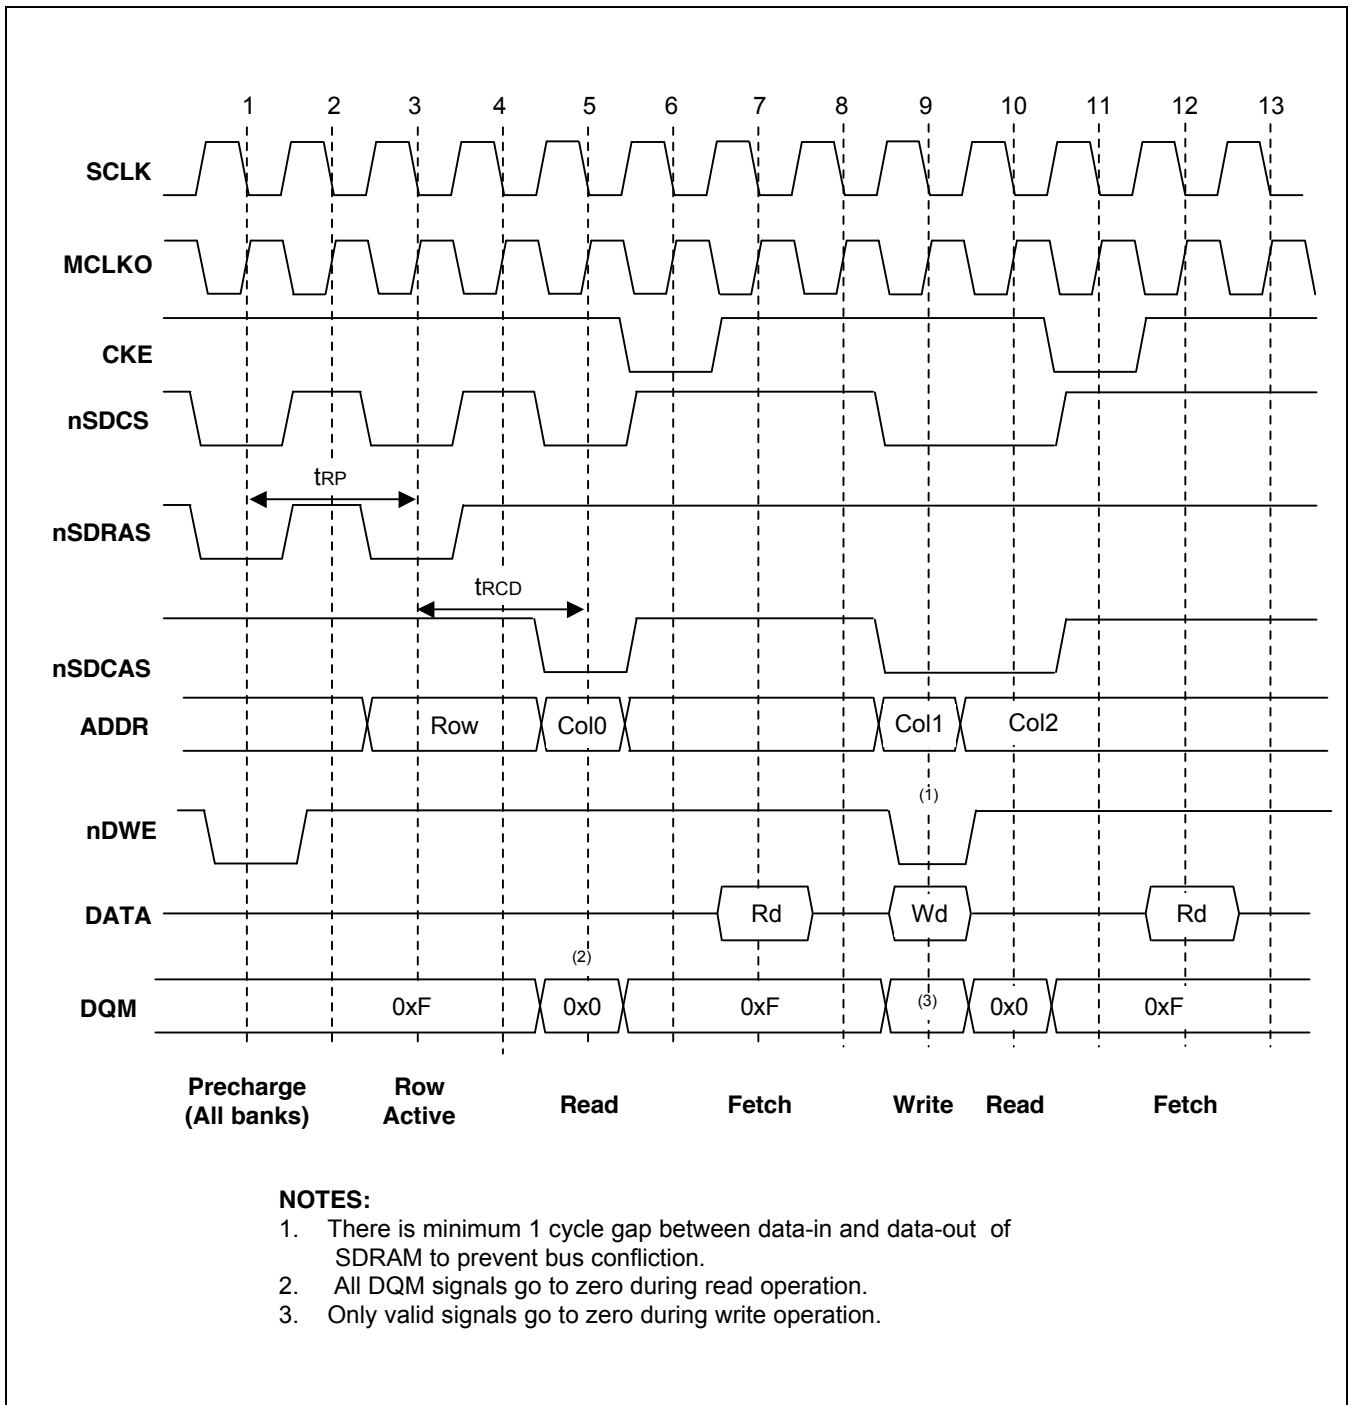 1 2 3 4 5 6 7 8 9 10 11 12 13
SCLK
MCLKO
CKE
nSDCS
tRP
nSDRAS
tRCD
nSDCAS
ADDR Row Col0 Col1 Col2
(1)
nDWE
DATA Rd Wd Rd
(2)
DQM 0xF 0x0 0xF (3) 0x0 0xF
Precharge Row
(All banks) Active Read Fetch Write Read Fetch
NOTES:
1. There is minimum 1 cycle gap between data-in and data-out of
SDRAM to prevent bus confliction.
2. All DQM signals go to zero during read operation.
3. Only valid signals go to zero during write operation.